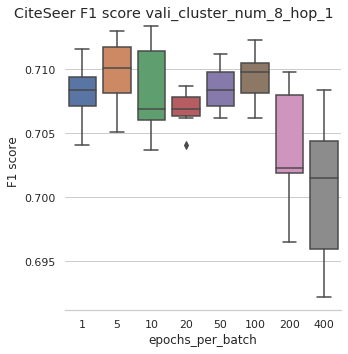 CiteSeer F1 score vali_cluster_num_8_hop_1
0.710
0.705
0.700
0.695
F1 score
1 5 10 20 50 100 200 400
epochs_per_batch